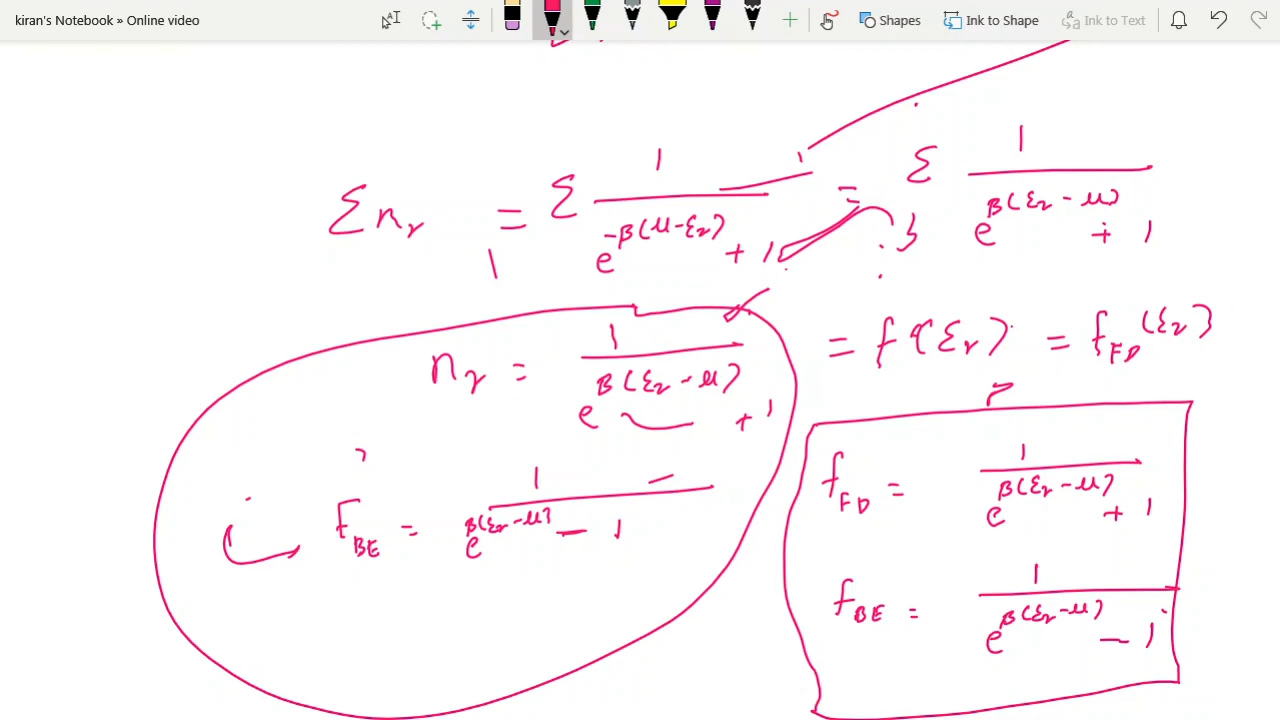 kiran's Notebook » Online video
Shapes Ink to Shape Ink to Text
Σ n_r = Σ 1 / (e^{-β(μ-ε_r)} + 1) = Σ 1 / (e^{β(ε_r - μ)} + 1)
n_r = 1 / (e^{β(ε_r - μ)} + 1) = f(ε_r) = f_FD(ε_r)
f_BE = 1 / (e^{β(ε_r - μ)} - 1)
f_FD = 1 / (e^{β(ε_r - μ)} + 1)
f_BE = 1 / (e^{β(ε_r - μ)} - 1)